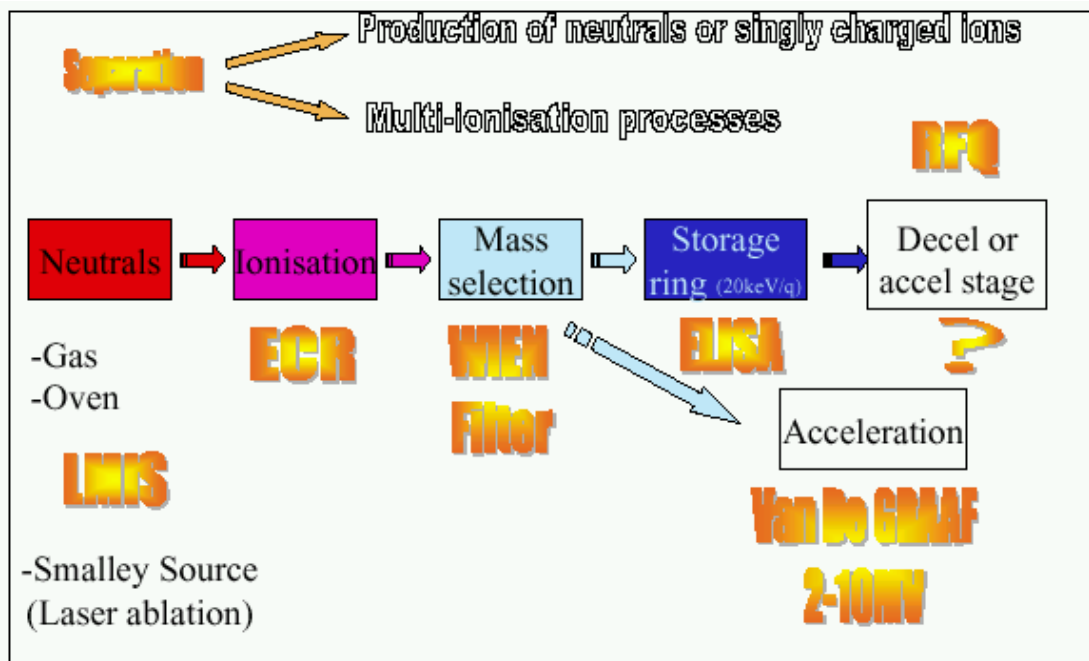 Separation
Production of neutrals or singly charged ions
Multi-ionisation processes
RFQ
Neutrals
Ionisation
Mass
selection
Storage
ring (20keV/q)
Decel or
accel stage
-Gas
-Oven
ECR
WIEN
Filter
ELISA
?
Acceleration
LMIS
Van De GRAAF
2-10MV
-Smalley Source
(Laser ablation)